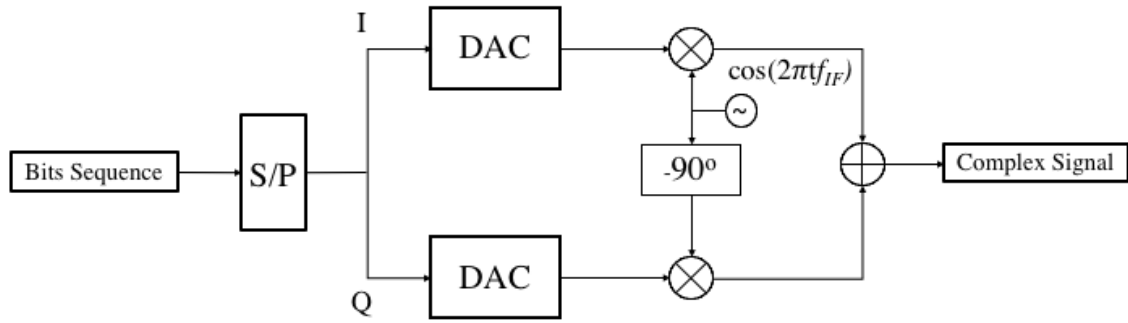 I
DAC
cos(2πtf_IF)
~
Bits Sequence
S/P
-90º
Complex Signal
DAC
Q